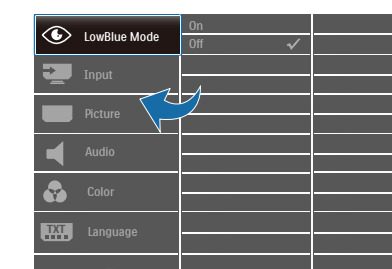 LowBlue Mode
On
Off
Input
Picture
Audio
Color
TXT
Language